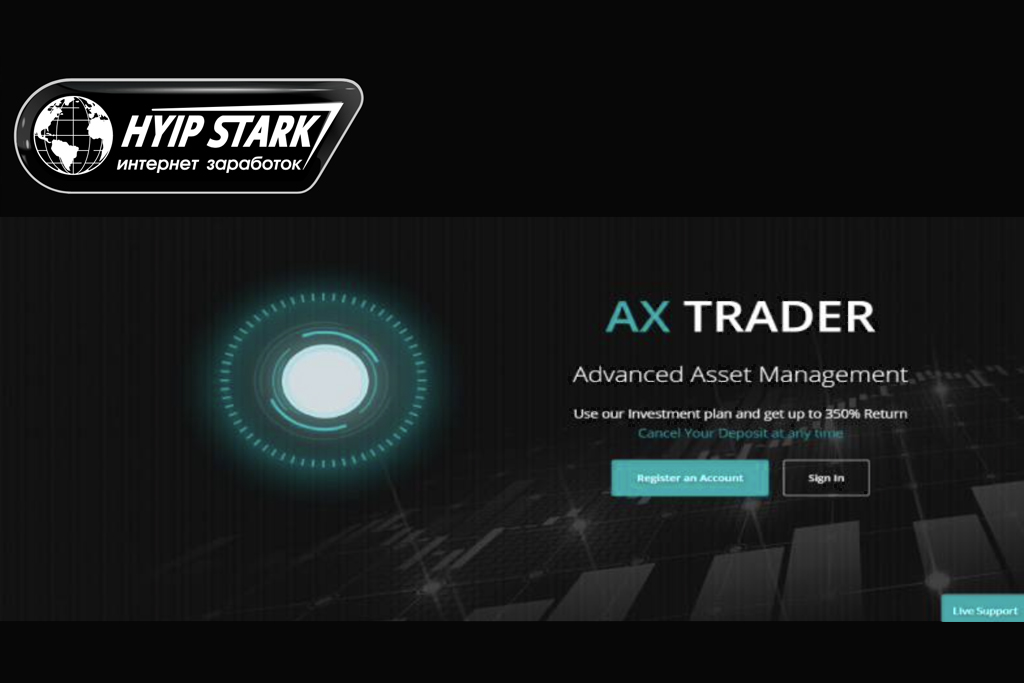 HYIP STARK
интернет заработок
AX TRADER
Advanced Asset Management
Use our Investment plan and get up to 350% Return
Cancel Your Deposit at any time
Register an Account
Sign In
Live Support